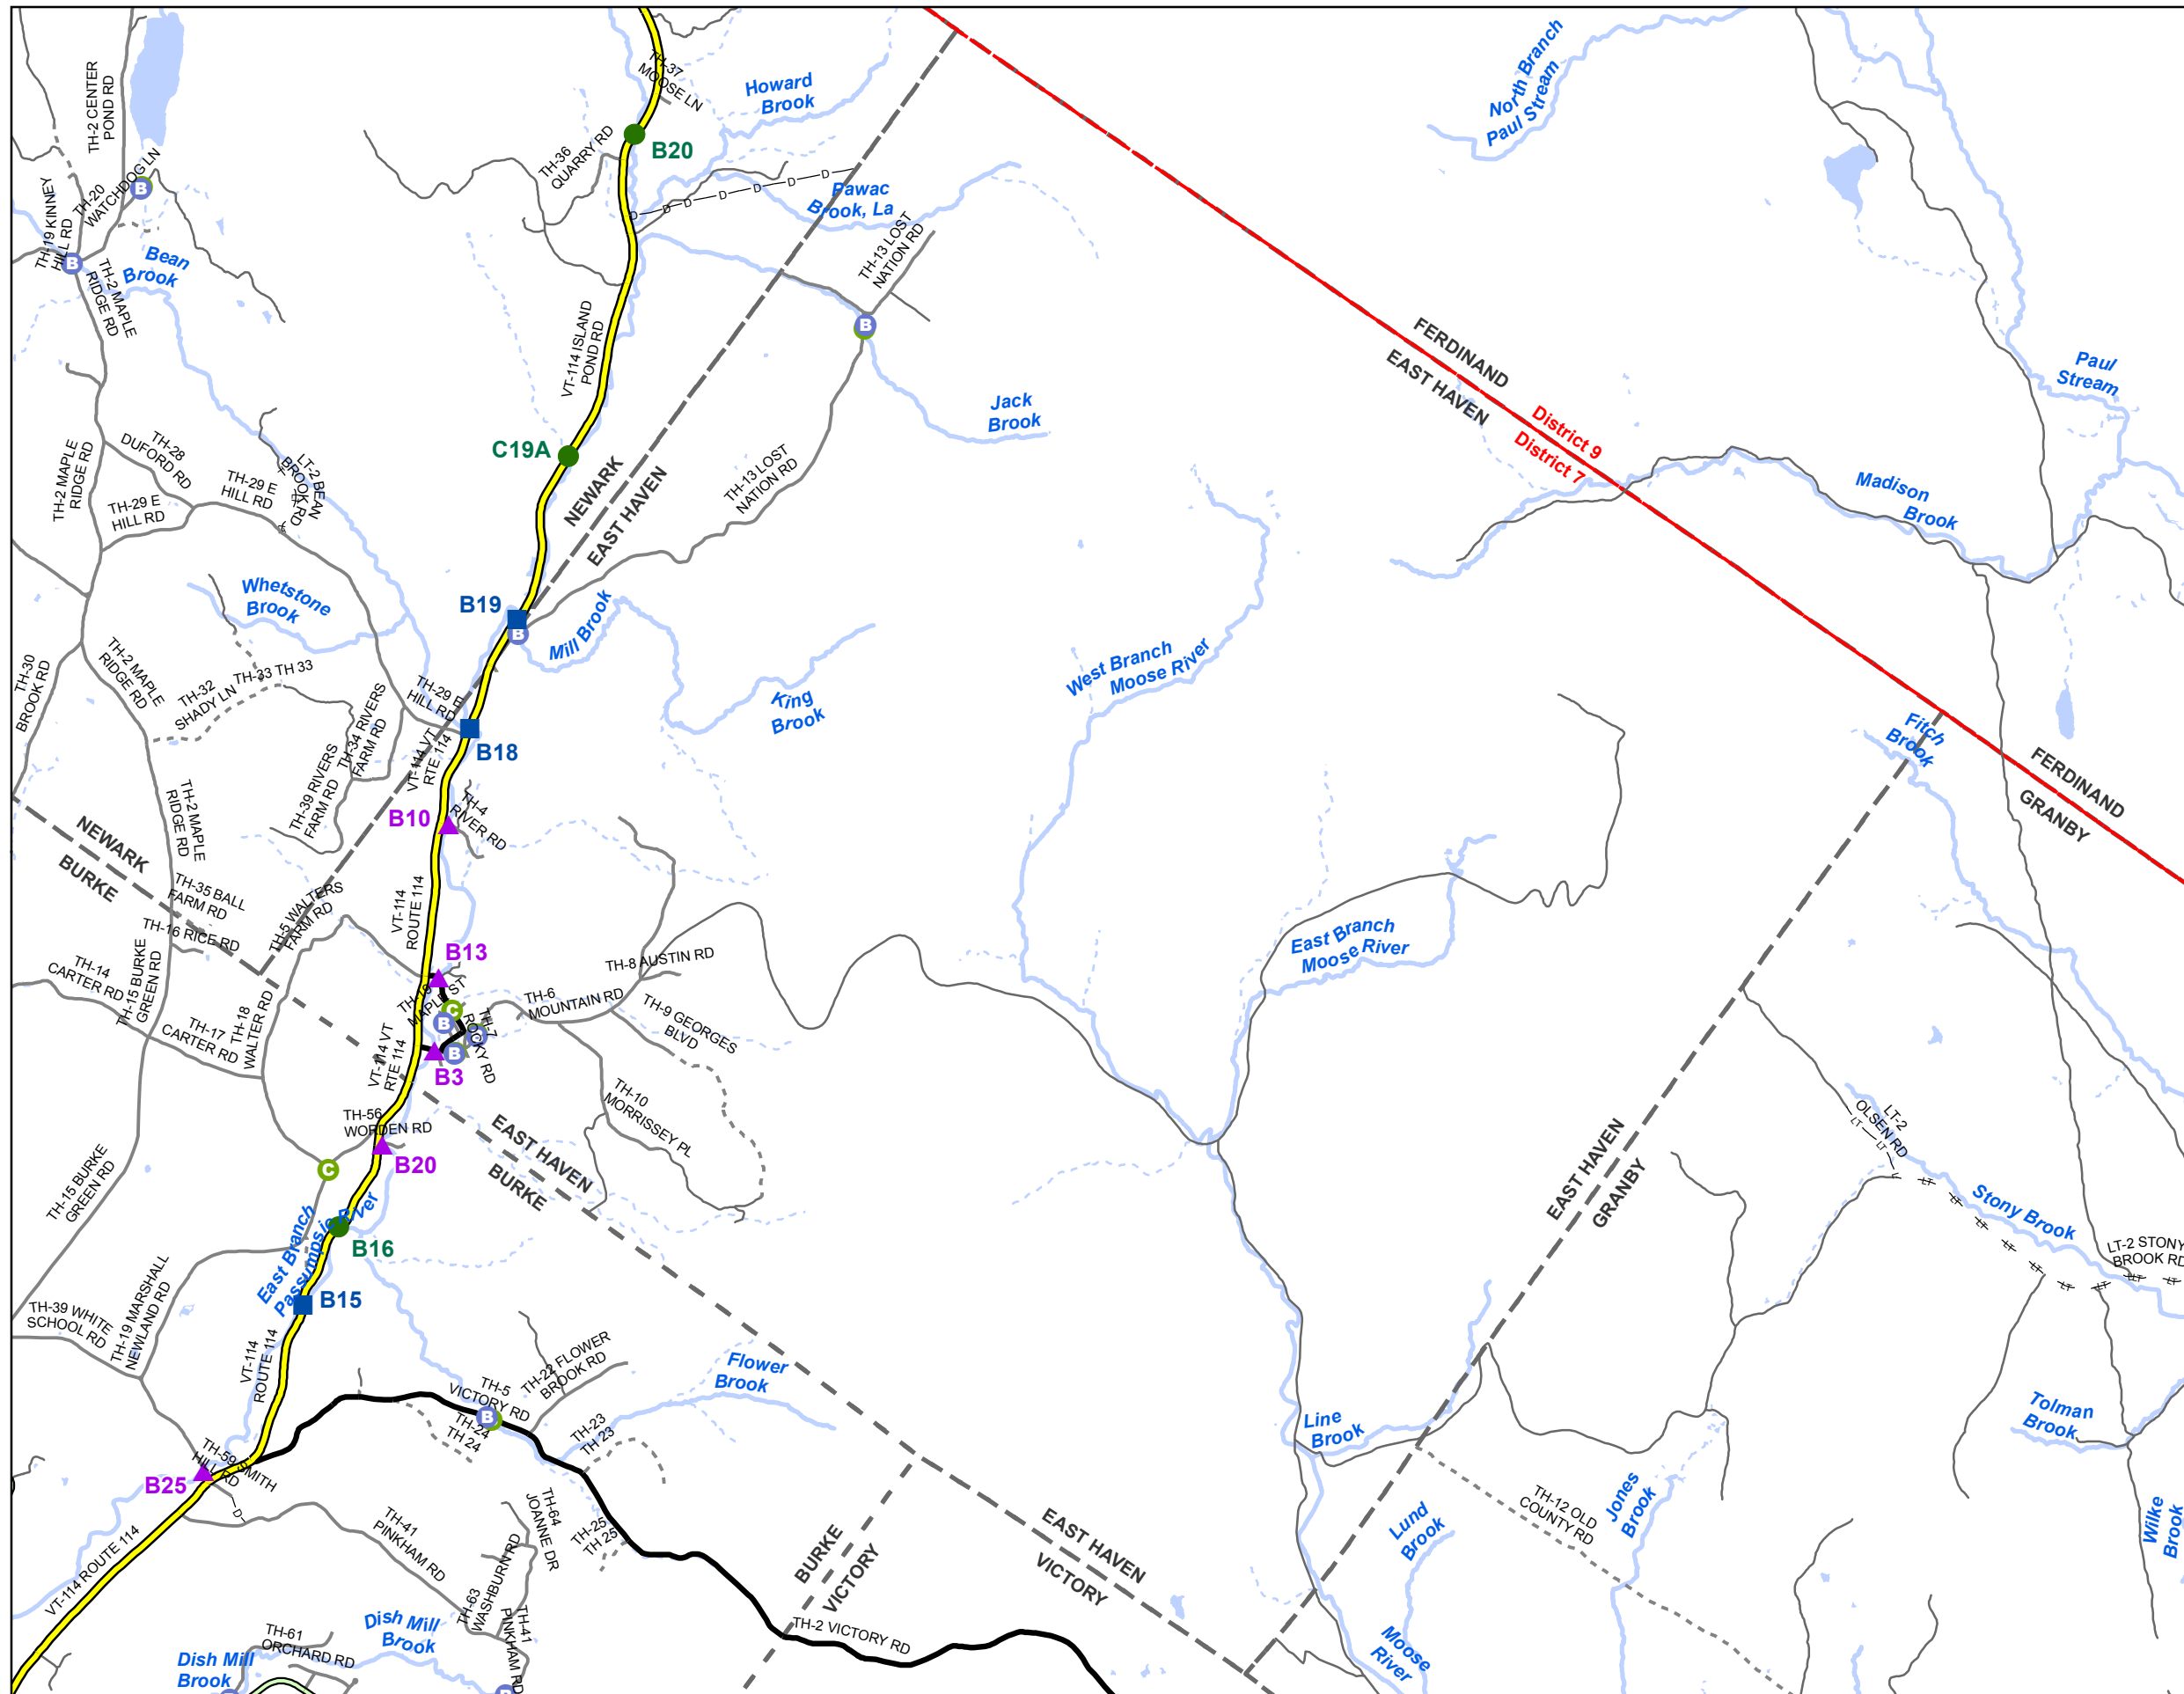 TH-37
MOOSE LN
Howard
Brook
North Branch
Paul Stream
TH-2 CENTER
POND RD
B20
TH-36
QUARRY RD
TH-20
WATCHDOG LN
B
D
D
D
D
D
D
Pawac
Brook, La
TH-19 KINNEY
HILL RD
B
Bean
Brook
TH-2 MAPLE
RIDGE RD
TH-13 LOST
NATION RD
B
VT-114 ISLAND
POND RD
FERDINAND
EAST HAVEN
Paul
Stream
Jack
Brook
District 9
District 7
C19A
TH-28
DUFORD RD
TH-2 MAPLE
RIDGE RD
TH-29 E
HILL RD
TH-29 E
HILL RD
LT-2 BEAN
BROOK RD
NEWARK
EAST HAVEN
TH-13 LOST
NATION RD
Madison
Brook
Whetstone
Brook
B19
B
Mill Brook
TH-30
BROOK RD
TH-2 MAPLE
RIDGE RD
TH-32
SHADY LN
TH-33 TH 33
TH-29 E
HILL RD
King
Brook
West Branch
Moose River
TH-34 RIVERS
FARM RD
B18
VT-114 VT
RTE 114
Fitch
Brook
TH-39 RIVERS
FARM RD
FERDINAND
GRANBY
TH-2 MAPLE
RIDGE RD
B10
TH-4
RIVER RD
NEWARK
BURKE
TH-35 BALL
FARM RD
TH-16 RICE RD
TH-5 WALTERS
FARM RD
VT-114
ROUTE 114
B13
TH-8 AUSTIN RD
East Branch
Moose River
TH-14
CARTER RD
TH-15 BURKE
GREEN RD
TH-17
CARTER RD
TH-18
WALTER RD
TH-19
MAPLE ST
C
B
B
TH-7
ROCKY RD
TH-6
MOUNTAIN RD
TH-9 GEORGES
BLVD
VT-114 VT
RTE 114
B3
TH-10
MORRISSEY PL
TH-56
WORDEN RD
B20
C
EAST HAVEN
BURKE
EAST HAVEN
GRANBY
LT-2
OLSEN RD
LT
LT
Stony Brook
LT-2 STONY
BROOK RD
TH-15 BURKE
GREEN RD
B16
East Branch
B15
TH-39 WHITE
SCHOOL RD
TH-19 MARSHALL
NEWLAND RD
VT-114
ROUTE 114
TH-22 FLOWER
BROOK RD
Flower
Brook
TH-5
VICTORY RD
B
TH-24
TH 24
TH-23
TH 23
Line
Brook
Tolman
Brook
TH-59 SMITH
HILL RD
B25
D
TH-41
PINKHAM RD
TH-64
JOANNE DR
TH-25
TH 25
BURKE
VICTORY
EAST HAVEN
VICTORY
Lund
Brook
TH-12 OLD
COUNTY RD
Jones
Brook
Wilke
Brook
VT-114 ROUTE 114
TH-63
WASHBURN RD
TH-41
PINKHAM RD
TH-2 VICTORY RD
Dish Mill
Brook
TH-61
ORCHARD RD
Dish Mill
Brook
Moose
River